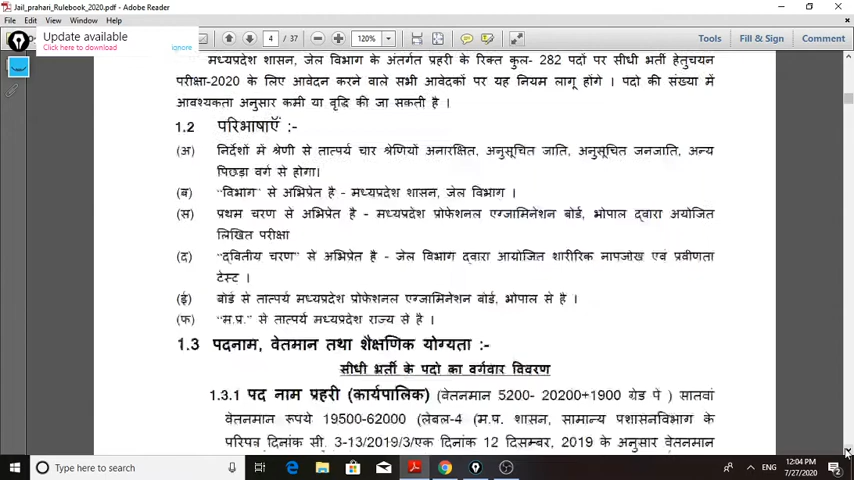 Jail_prahari_Rulebook_2020.pdf - Adobe Reader
File Edit View Window Help
Update available
Click here to download ignore
4 / 37 120% Tools Fill & Sign Comment
मध्यप्रदेश शासन, जेल विभाग के अंतर्गत प्रहरी के रिक्त कुल- 282 पदों पर सीधी भर्ती हेतुचयन
परीक्षा-2020 के लिए आवेदन करने वाले सभी आवेदकों पर यह नियम लागू होंगे । पदो की संख्या में
आवश्यकता अनुसार कमी या वृद्धि की जा सकती है ।
1.2 परिभाषाएँ :-
(अ) निर्देशों में श्रेणी से तात्पर्य चार श्रेणियों अनारक्षित, अनुसूचित जाति, अनुसूचित जनजाति, अन्य
पिछड़ा वर्ग से होगा।
(ब) "विभाग" से अभिप्रेत है - मध्यप्रदेश शासन, जेल विभाग ।
(स) प्रथम चरण से अभिप्रेत है - मध्यप्रदेश प्रोफेशनल एग्जामिनेशन बोर्ड, भोपाल द्वारा अयोजित
लिखित परीक्षा
(द) "द्वितीय चरण" से अभिप्रेत है - जेल विभाग द्वारा आयोजित शारीरिक नापजोख एवं प्रवीणता
टेस्ट ।
(ई) बोर्ड से तात्पर्य मध्यप्रदेश प्रोफेशनल एग्जामिनेशन बोर्ड, भोपाल से है ।
(फ) "म.प्र." से तात्पर्य मध्यप्रदेश राज्य से है ।
1.3 पदनाम, वेतमान तथा शैक्षणिक योग्यता :-
सीधी भर्ती के पदो का वर्गवार विवरण
1.3.1 पद नाम प्रहरी (कार्यपालिक) (वेतनमान 5200- 20200+1900 ग्रेड पे ) सातवां
वेतनमान रूपये 19500-62000 (लेबल-4 (म.प्र. शासन, सामान्य प्रशासनविभाग के
परिपत्र दिनांक सी. 3-13/2019/3/एक दिनांक 12 दिसम्बर, 2019 के अनुसार वेतनमान
Type here to search
ENG
12:04 PM
7/27/2020
2